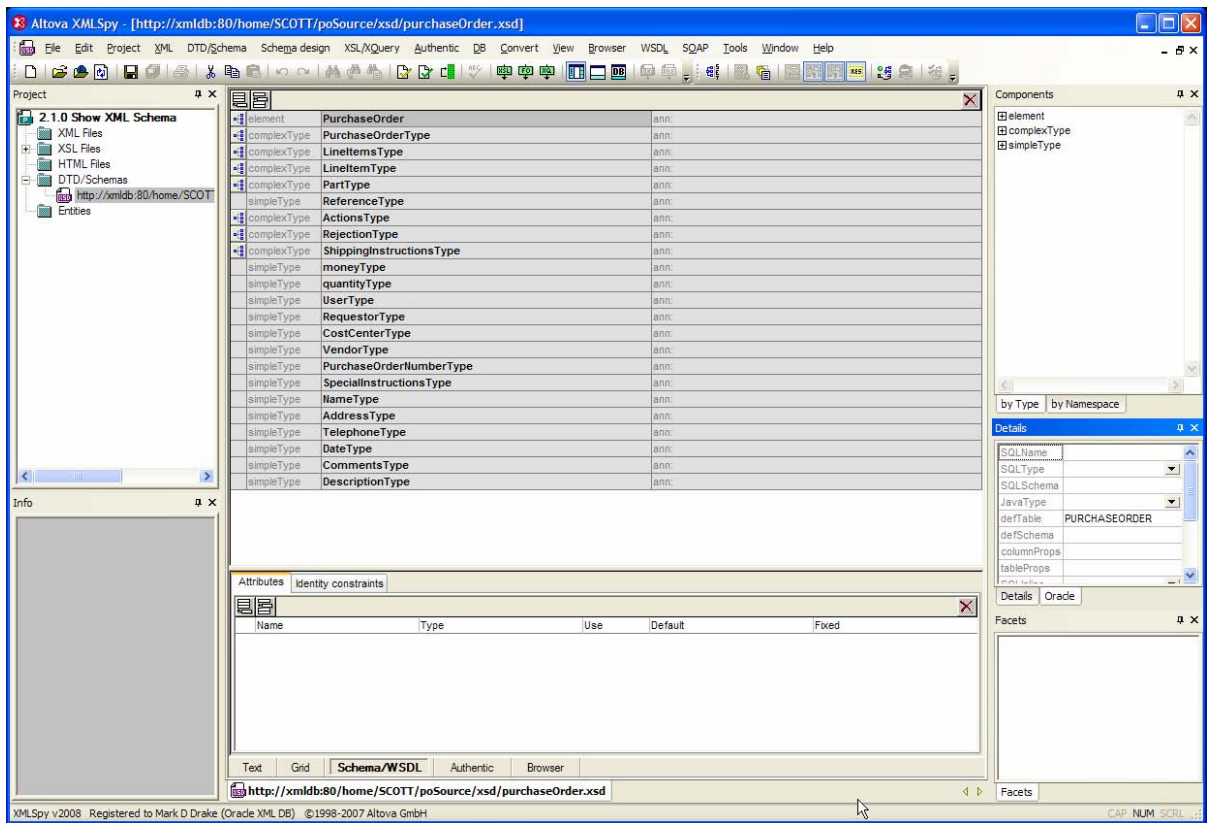 Altova XMLSpy - [http://xmldb:80/home/SCOTT/poSource/xsd/purchaseOrder.xsd]
File Edit Project XML DTD/Schema Schema design XSL/XQuery Authentic DB Convert View Browser WSDL SOAP Tools Window Help
Project
2.1.0 Show XML Schema
XML Files
XSL Files
HTML Files
DTD/Schemas
http://xmldb:80/home/SCOT
Entities
Info
element PurchaseOrder ann:
complexType PurchaseOrderType ann:
complexType LineItemsType ann:
complexType LineItemType ann:
complexType PartType ann:
simpleType ReferenceType ann:
complexType ActionsType ann:
complexType RejectionType ann:
complexType ShippingInstructionsType ann:
simpleType moneyType ann:
simpleType quantityType ann:
simpleType UserType ann:
simpleType RequestorType ann:
simpleType CostCenterType ann:
simpleType VendorType ann:
simpleType PurchaseOrderNumberType ann:
simpleType SpecialInstructionsType ann:
simpleType NameType ann:
simpleType AddressType ann:
simpleType TelephoneType ann:
simpleType DateType ann:
simpleType CommentsType ann:
simpleType DescriptionType ann:
Attributes Identity constraints
Name Type Use Default Fixed
Text Grid Schema/WSDL Authentic Browser
http://xmldb:80/home/SCOTT/poSource/xsd/purchaseOrder.xsd
Components
element
complexType
simpleType
by Type by Namespace
Details
SQLName
SQLType
SQLSchema
JavaType
defTable PURCHASEORDER
defSchema
columnProps
tableProps
Details Oracle
Facets
Facets
XMLSpy v2008 Registered to Mark D Drake (Oracle XML DB) ©1998-2007 Altova GmbH
CAP NUM SCRL